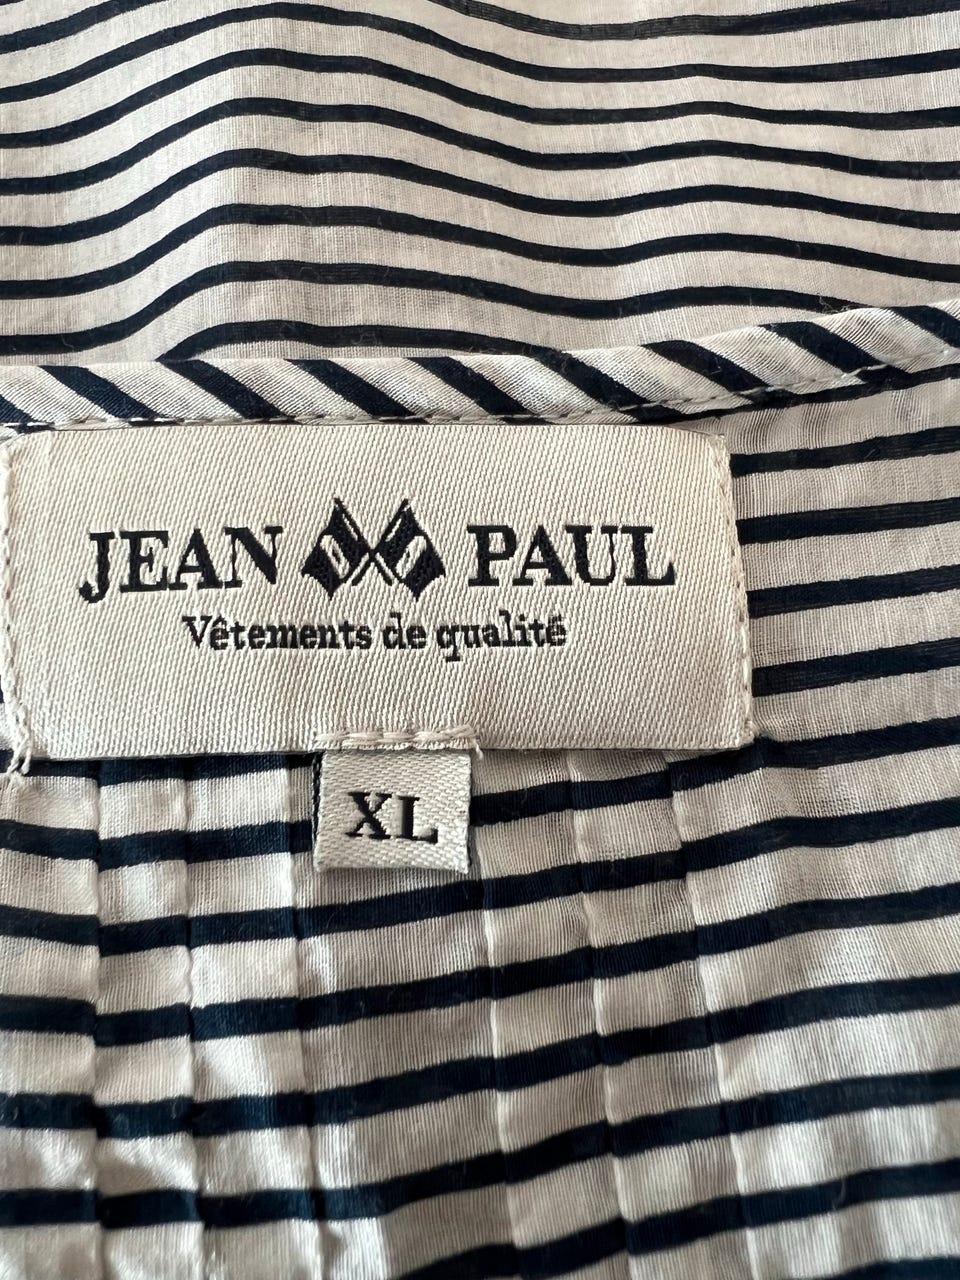 JEAN PAUL
Vêtements de qualité
XL